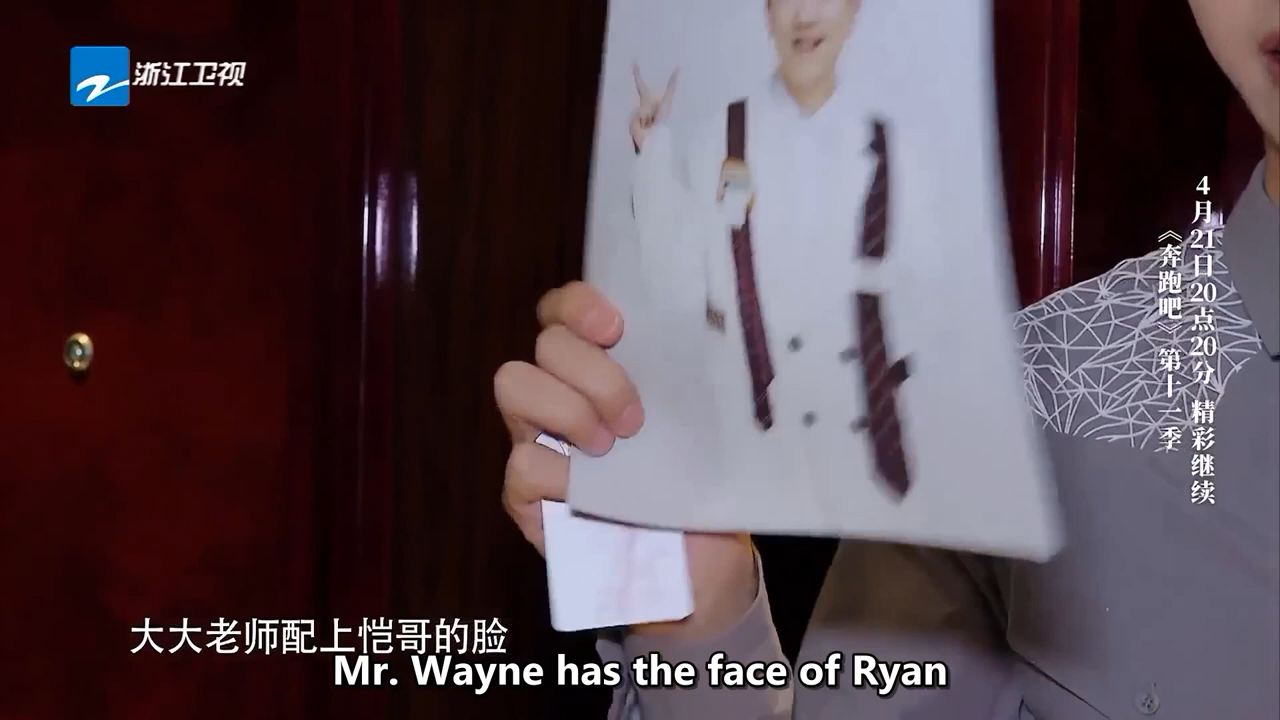 浙江卫视
4月21日20点20分 精彩继续
《奔跑吧》第十一季
大大老师配上恺哥的脸
Mr. Wayne has the face of Ryan